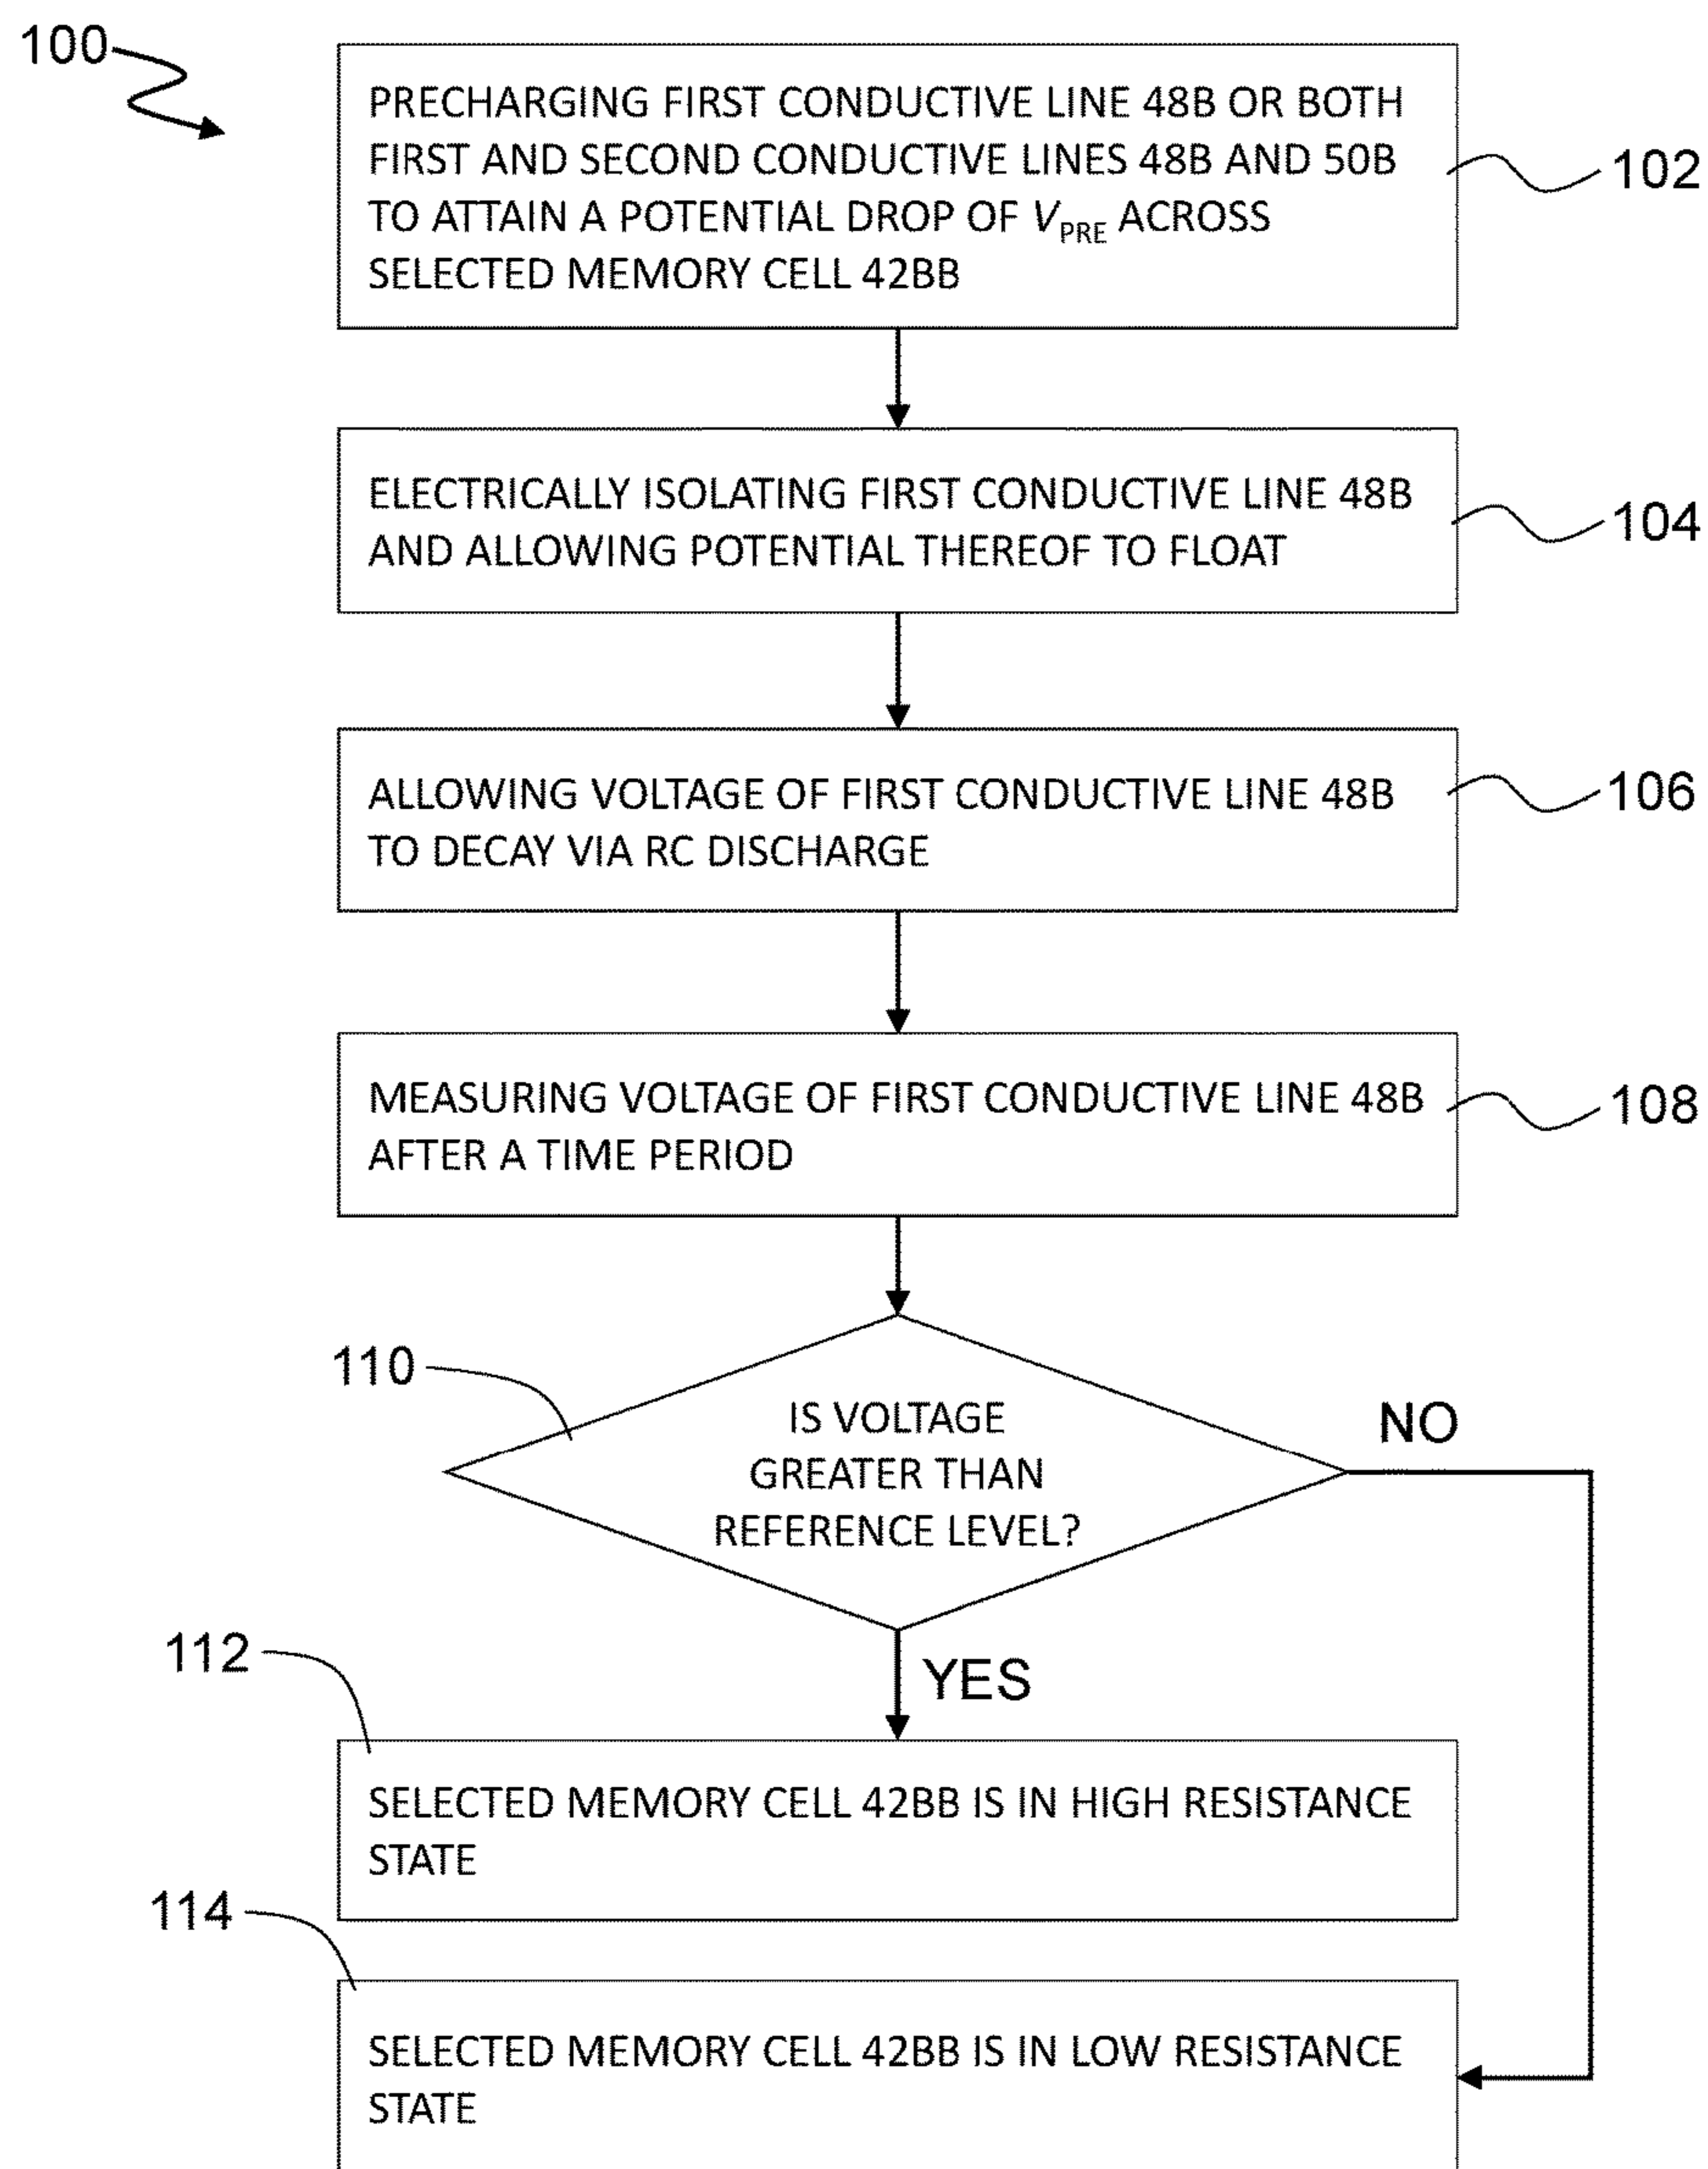 100
PRECHARGING FIRST CONDUCTIVE LINE 48B OR BOTH
FIRST AND SECOND CONDUCTIVE LINES 48B AND 50B
TO ATTAIN A POTENTIAL DROP OF VPRE ACROSS
SELECTED MEMORY CELL 42BB
102
ELECTRICALLY ISOLATING FIRST CONDUCTIVE LINE 48B
AND ALLOWING POTENTIAL THEREOF TO FLOAT
104
ALLOWING VOLTAGE OF FIRST CONDUCTIVE LINE 48B
TO DECAY VIA RC DISCHARGE
106
MEASURING VOLTAGE OF FIRST CONDUCTIVE LINE 48B
AFTER A TIME PERIOD
108
110
IS VOLTAGE
GREATER THAN
REFERENCE LEVEL?
NO
YES
112
SELECTED MEMORY CELL 42BB IS IN HIGH RESISTANCE
STATE
114
SELECTED MEMORY CELL 42BB IS IN LOW RESISTANCE
STATE